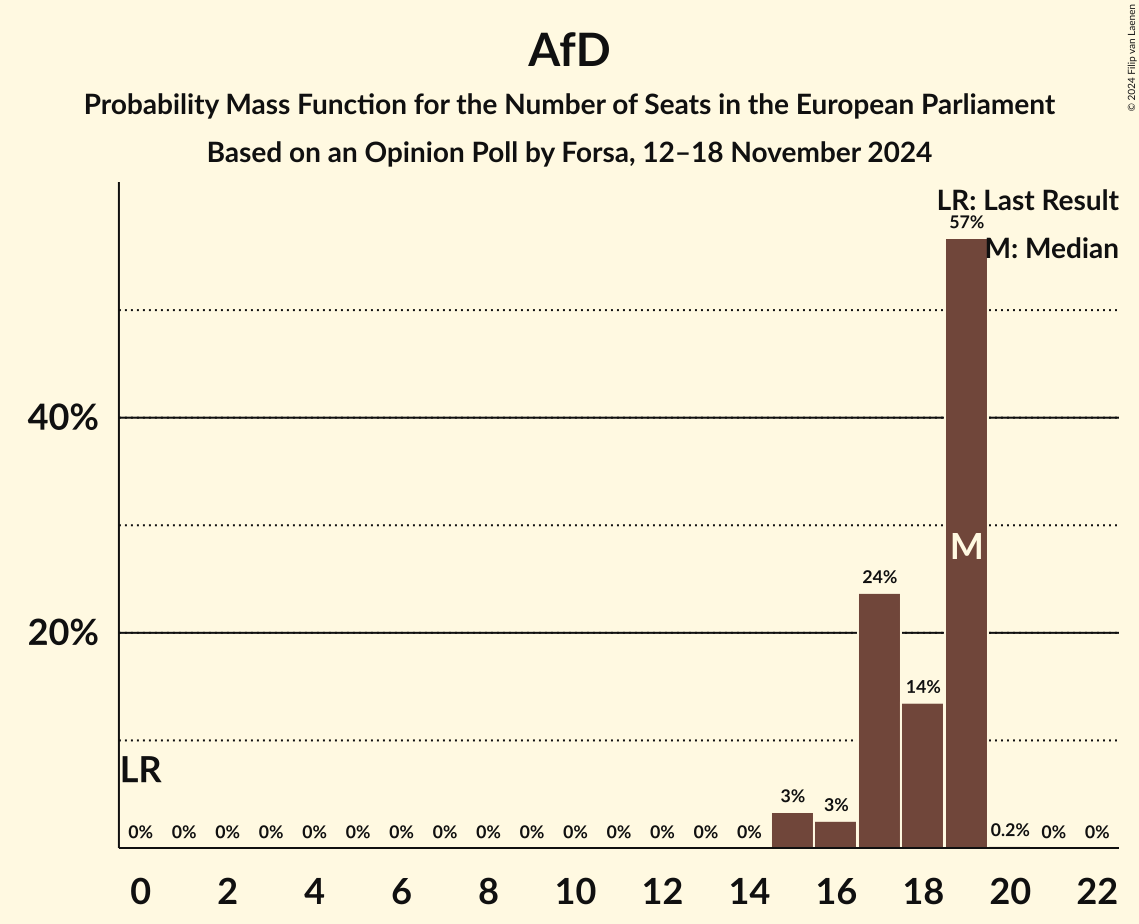 AfD
Probability Mass Function for the Number of Seats in the European Parliament
Based on an Opinion Poll by Forsa, 12–18 November 2024
© 2024 Filip van Laenen
LR: Last Result
M: Median
57%
40%
M
24%
20%
14%
LR
3%
3%
0% 0% 0% 0% 0% 0% 0% 0% 0% 0% 0% 0% 0% 0% 0% 0.2% 0% 0%
0 2 4 6 8 10 12 14 16 18 20 22